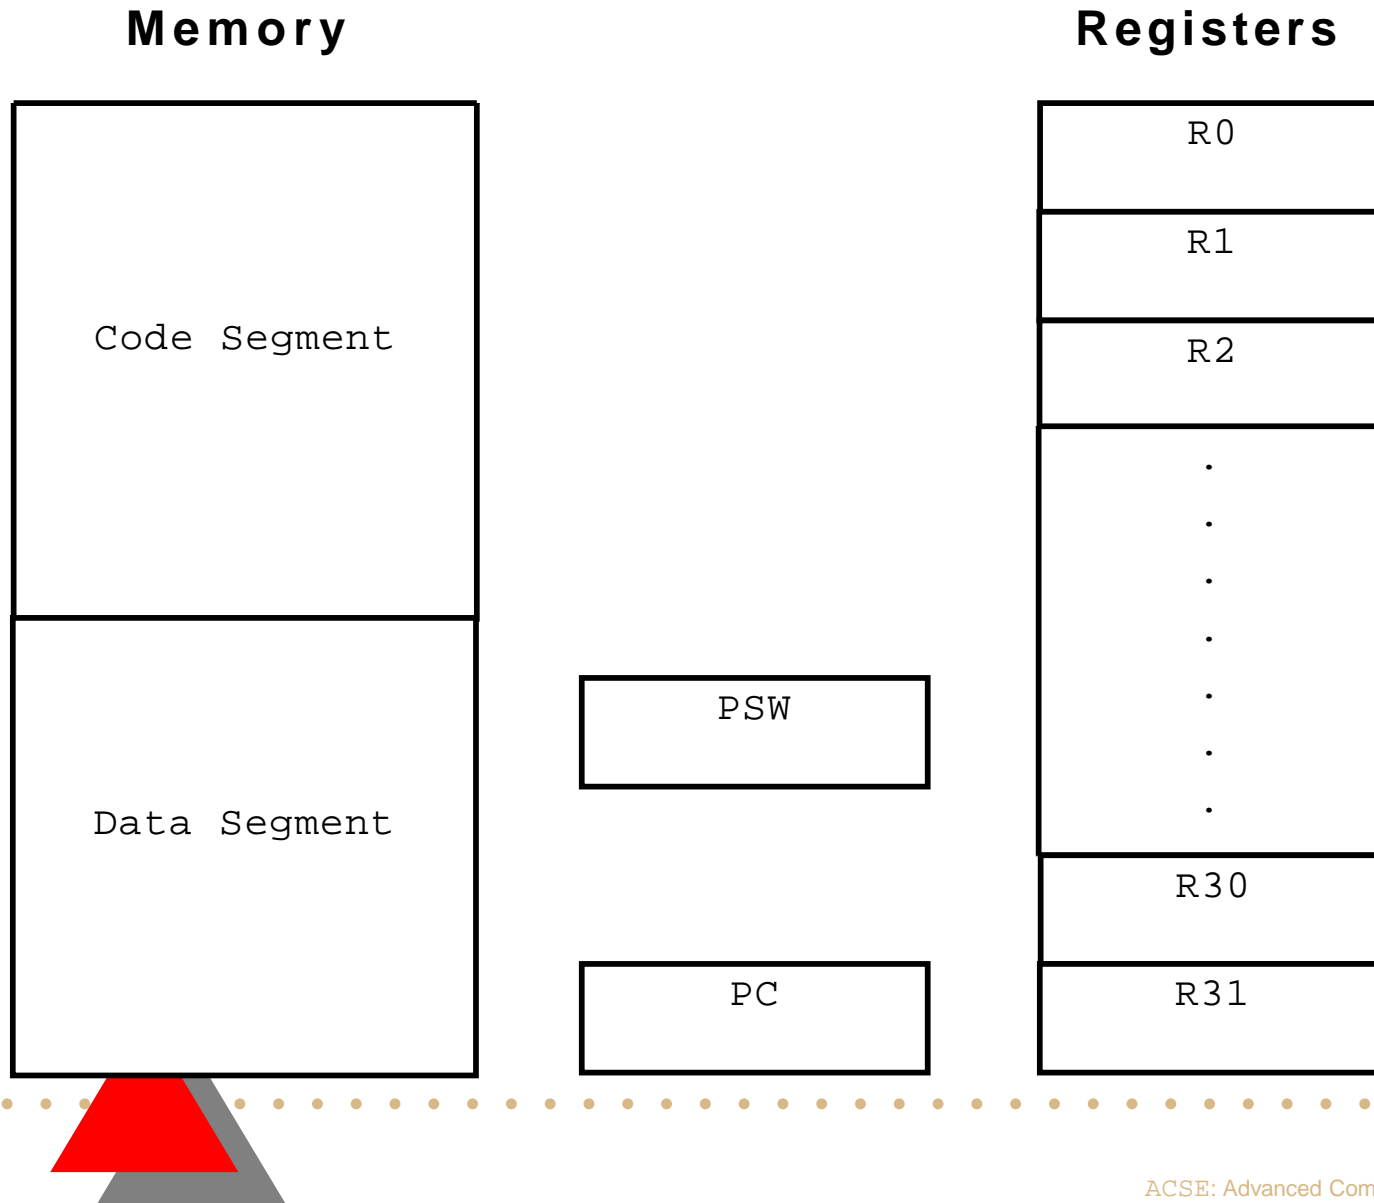 Memory
Registers
Code Segment
Data Segment
PSW
PC
R0
R1
R2
.
.
.
.
.
.
.
R30
R31
ACSE: Advanced Com